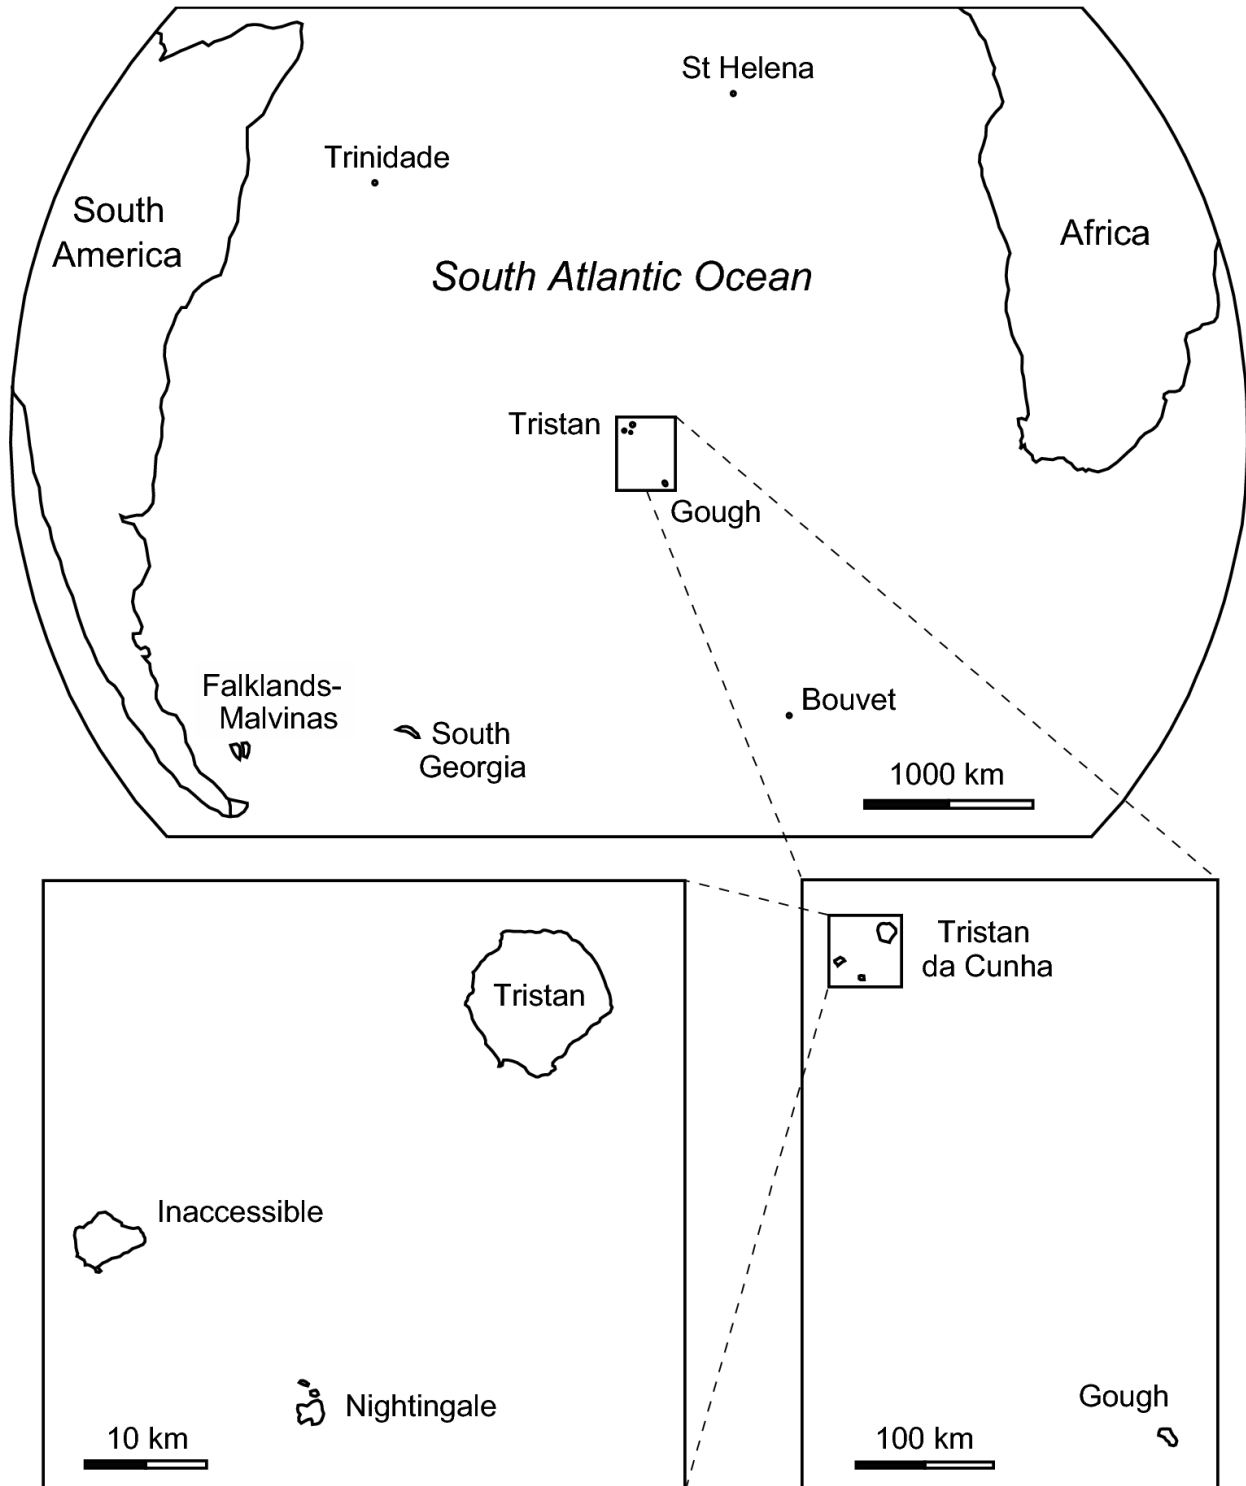 St Helena
Trinidade
South
America
Africa
South Atlantic Ocean
Tristan
Gough
Falklands-
Malvinas
South
Georgia
Bouvet
1000 km
Tristan
Inaccessible
Nightingale
10 km
Tristan
da Cunha
Gough
100 km